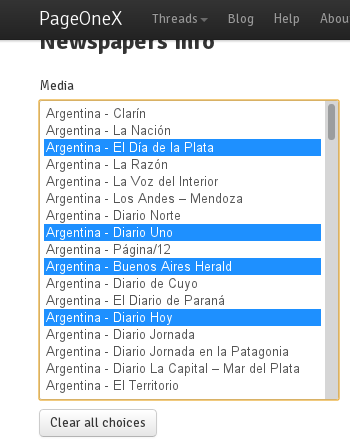 PageOneX Threads Blog Help Abou
Newspapers info
Media
Argentina - Clarín
Argentina - La Nación
Argentina - El Día de la Plata
Argentina - La Razón
Argentina - La Voz del Interior
Argentina - Los Andes – Mendoza
Argentina - Diario Norte
Argentina - Diario Uno
Argentina - Página/12
Argentina - Buenos Aires Herald
Argentina - Diario de Cuyo
Argentina - El Diario de Paraná
Argentina - Diario Hoy
Argentina - Diario Jornada
Argentina - Diario Jornada en la Patagonia
Argentina - Diario La Capital – Mar del Plata
Argentina - El Territorio
Clear all choices